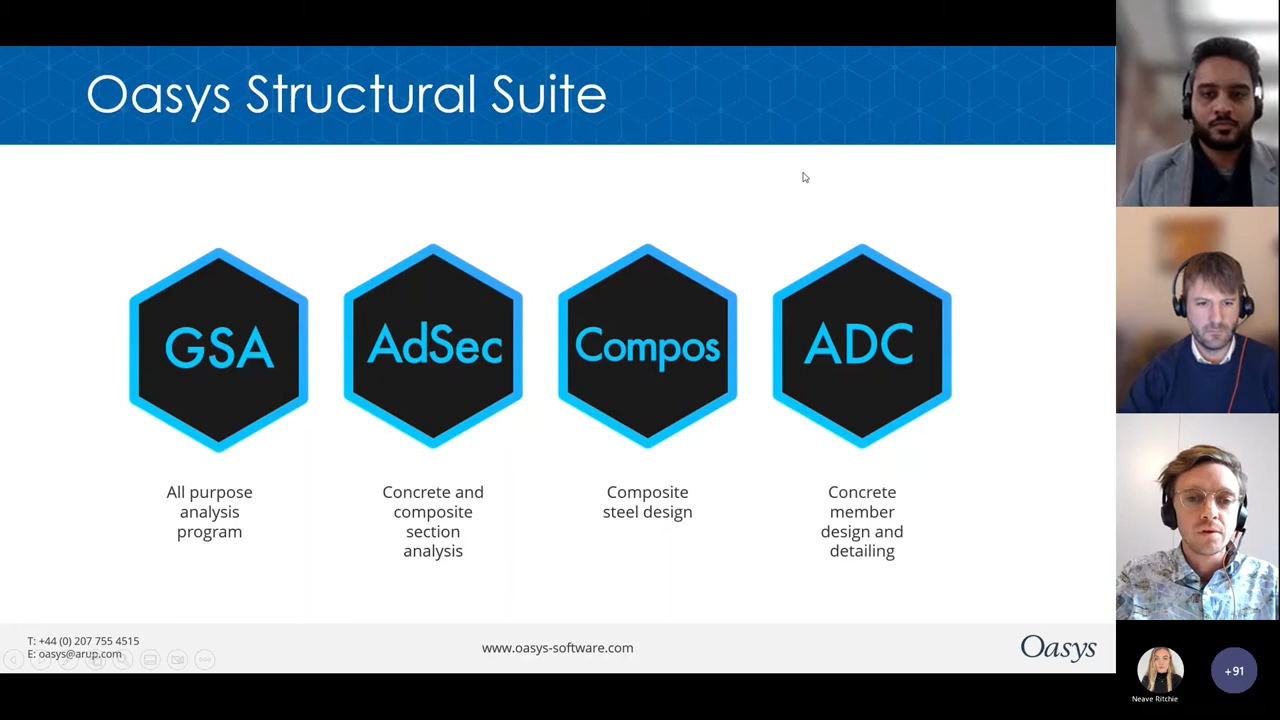 Oasys Structural Suite
GSA
AdSec
Compos
ADC
All purpose
analysis
program
Concrete and
composite
section
analysis
Composite
steel design
Concrete
member
design and
detailing
T: +44 (0) 207 755 4515
E: oasys@arup.com
www.oasys-software.com
Oasys
Neave Ritchie
+91